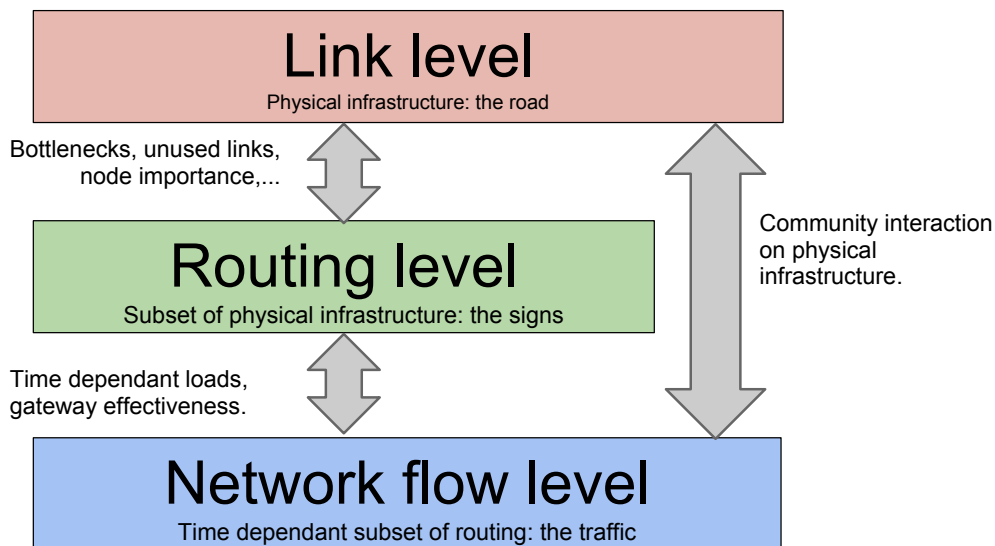 Link level
Physical infrastructure: the road
Bottlenecks, unused links,
node importance,...
Community interaction
on physical
infrastructure.
Routing level
Subset of physical infrastructure: the signs
Time dependant loads,
gateway effectiveness.
Network flow level
Time dependant subset of routing: the traffic